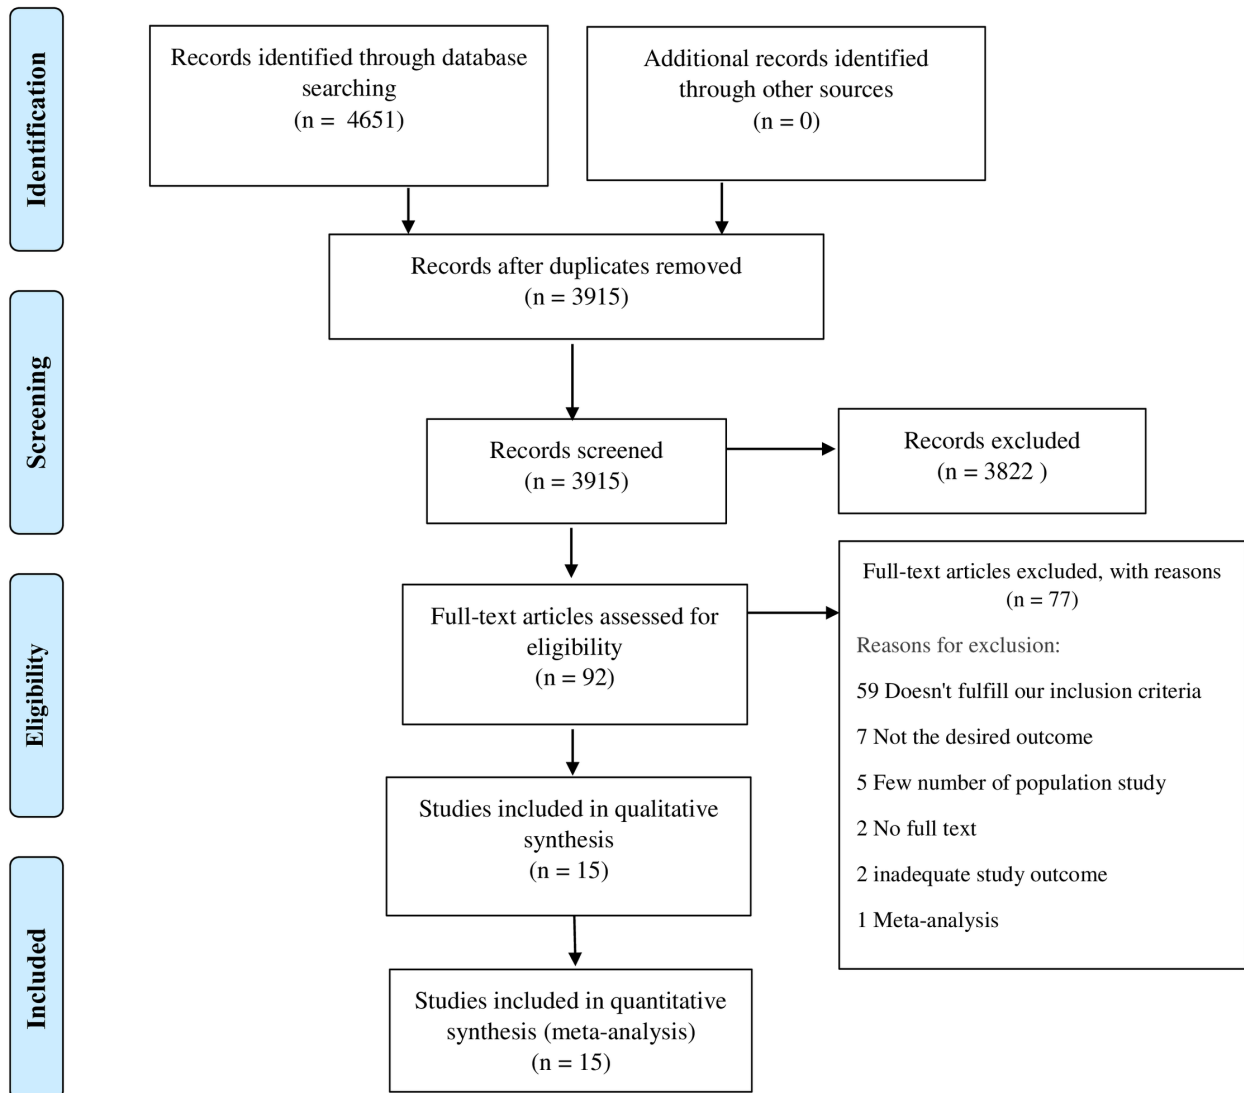 Identification
Records identified through database
searching
(n = 4651)
Additional records identified
through other sources
(n = 0)
Records after duplicates removed
(n = 3915)
Screening
Records screened
(n = 3915)
Records excluded
(n = 3822 )
Eligibility
Full-text articles assessed for
eligibility
(n = 92)
Full-text articles excluded, with reasons
(n = 77)
Reasons for exclusion:
59 Doesn't fulfill our inclusion criteria
7 Not the desired outcome
5 Few number of population study
2 No full text
2 inadequate study outcome
1 Meta-analysis
Studies included in qualitative
synthesis
(n = 15)
Included
Studies included in quantitative
synthesis (meta-analysis)
(n = 15)